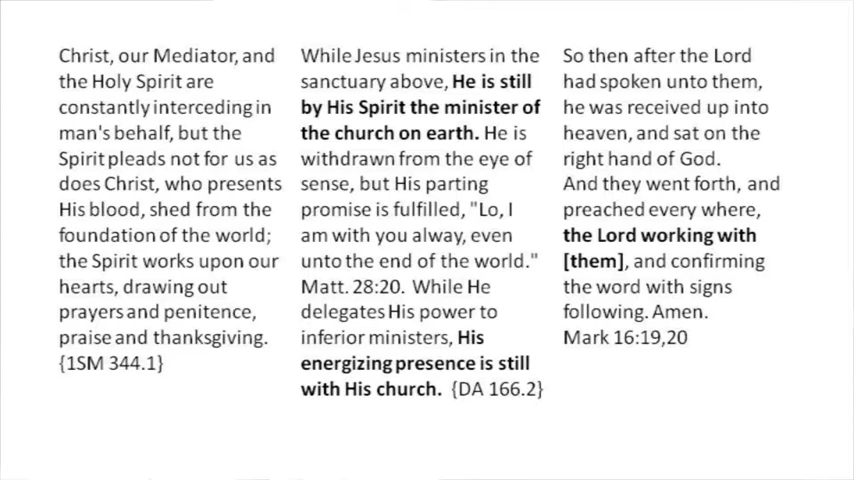 Christ, our Mediator, and
the Holy Spirit are
constantly interceding in
man's behalf, but the
Spirit pleads not for us as
does Christ, who presents
His blood, shed from the
foundation of the world;
the Spirit works upon our
hearts, drawing out
prayers and penitence,
praise and thanksgiving.
{1SM 344.1}
While Jesus ministers in the
sanctuary above, He is still
by His Spirit the minister of
the church on earth. He is
withdrawn from the eye of
sense, but His parting
promise is fulfilled, "Lo, I
am with you alway, even
unto the end of the world."
Matt. 28:20. While He
delegates His power to
inferior ministers, His
energizing presence is still
with His church. {DA 166.2}
So then after the Lord
had spoken unto them,
he was received up into
heaven, and sat on the
right hand of God.
And they went forth, and
preached every where,
the Lord working with
[them], and confirming
the word with signs
following. Amen.
Mark 16:19,20